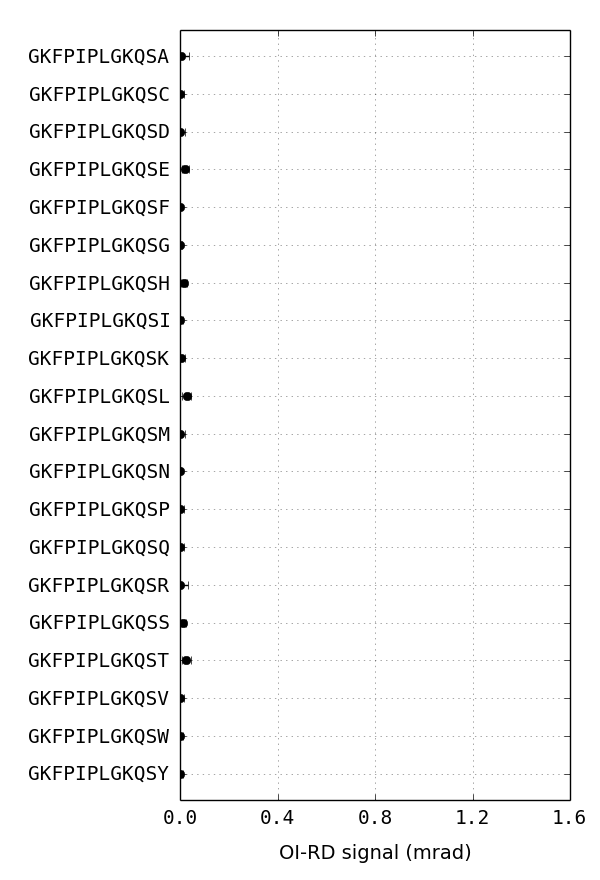 GKFPIPLGKQSA
GKFPIPLGKQSC
GKFPIPLGKQSD
GKFPIPLGKQSE
GKFPIPLGKQSF
GKFPIPLGKQSG
GKFPIPLGKQSH
GKFPIPLGKQSI
GKFPIPLGKQSK
GKFPIPLGKQSL
GKFPIPLGKQSM
GKFPIPLGKQSN
GKFPIPLGKQSP
GKFPIPLGKQSQ
GKFPIPLGKQSR
GKFPIPLGKQSS
GKFPIPLGKQST
GKFPIPLGKQSV
GKFPIPLGKQSW
GKFPIPLGKQSY
0.0 0.4 0.8 1.2 1.6
OI-RD signal (mrad)